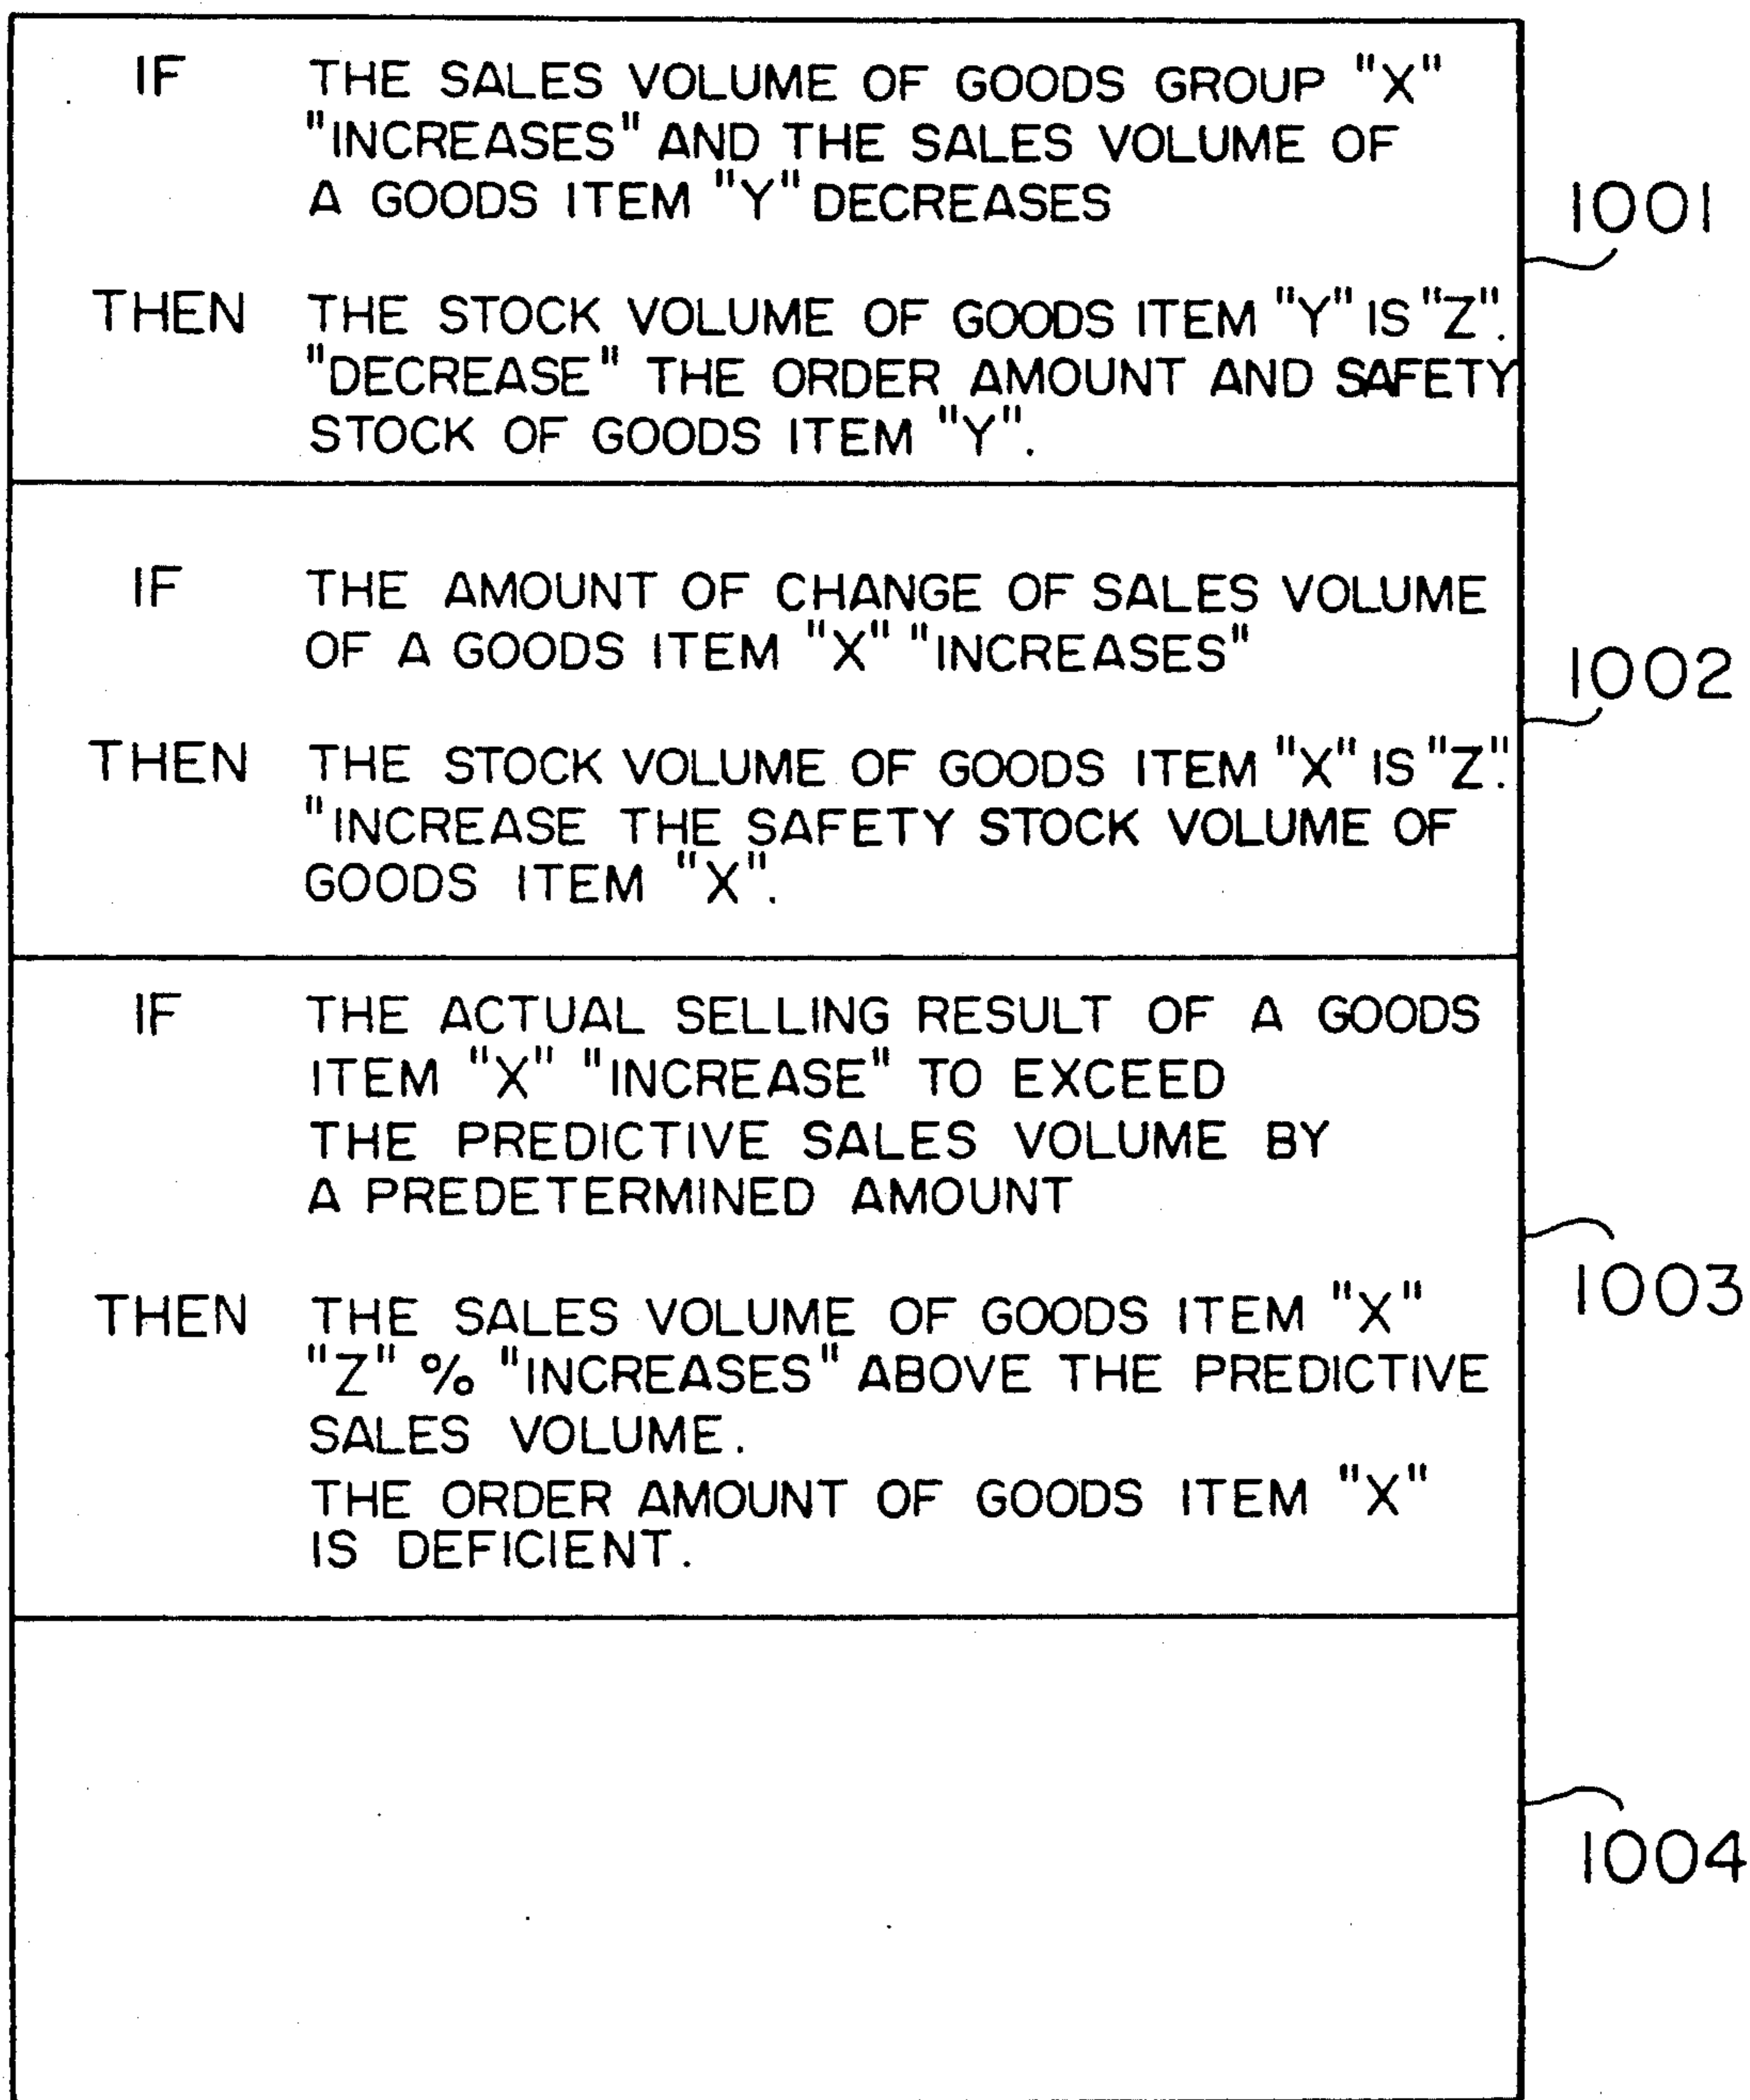 IF THE SALES VOLUME OF GOODS GROUP "X"
"INCREASES" AND THE SALES VOLUME OF
A GOODS ITEM "Y" DECREASES
1001
THEN THE STOCK VOLUME OF GOODS ITEM "Y" IS "Z".
"DECREASE" THE ORDER AMOUNT AND SAFETY
STOCK OF GOODS ITEM "Y".
IF THE AMOUNT OF CHANGE OF SALES VOLUME
OF A GOODS ITEM "X" "INCREASES"
1002
THEN THE STOCK VOLUME OF GOODS ITEM "X" IS "Z".
"INCREASE THE SAFETY STOCK VOLUME OF
GOODS ITEM "X".
IF THE ACTUAL SELLING RESULT OF A GOODS
ITEM "X" "INCREASE" TO EXCEED
THE PREDICTIVE SALES VOLUME BY
A PREDETERMINED AMOUNT
1003
THEN THE SALES VOLUME OF GOODS ITEM "X"
"Z" % "INCREASES" ABOVE THE PREDICTIVE
SALES VOLUME.
THE ORDER AMOUNT OF GOODS ITEM "X"
IS DEFICIENT.
1004